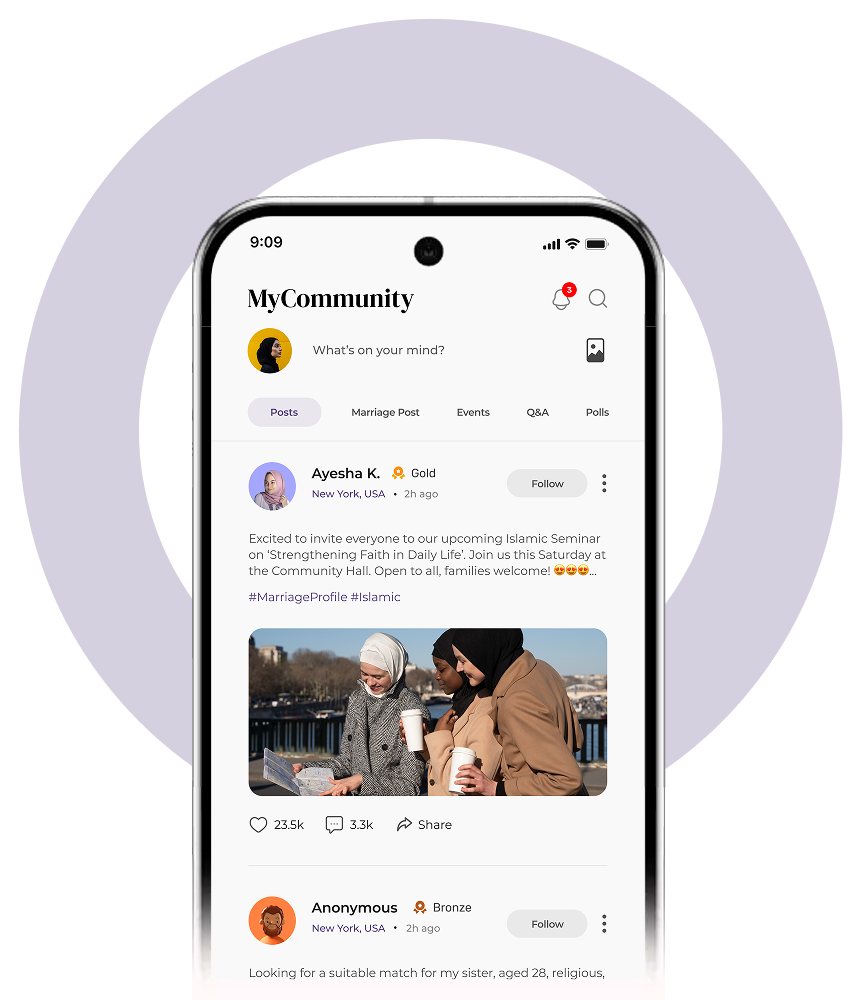 9:09
MyCommunity
3
What's on your mind?
Posts Marriage Post Events Q&A Polls
Ayesha K. Gold
New York, USA • 2h ago
Follow
Excited to invite everyone to our upcoming Islamic Seminar
on ‘Strengthening Faith in Daily Life’. Join us this Saturday at
the Community Hall. Open to all, families welcome! 😍😍😍...
#MarriageProfile #Islamic
23.5k 3.3k Share
Anonymous Bronze
New York, USA • 2h ago
Follow
Looking for a suitable match for my sister, aged 28, religious,